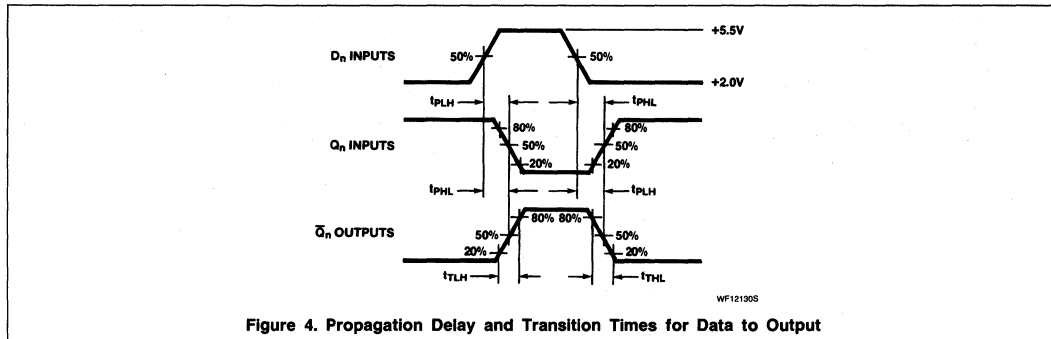 +5.5V
Dn INPUTS
50%
50%
+2.0V
tPLH
tPHL
80%
80%
Qn INPUTS
50%
50%
20%
20%
tPHL
tPLH
80% 80%
Q̅n OUTPUTS
50%
50%
20%
20%
tTLH
tTHL
WF12130S
Figure 4. Propagation Delay and Transition Times for Data to Output